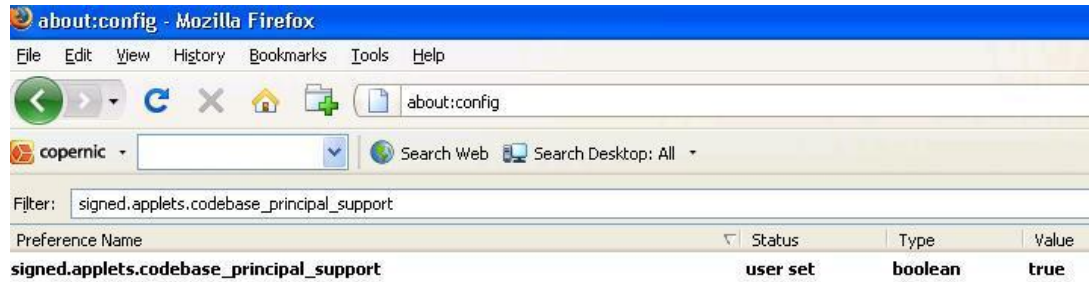 about:config - Mozilla Firefox
File Edit View History Bookmarks Tools Help
about:config
copernic Search Web Search Desktop: All
Filter: signed.applets.codebase_principal_support
Preference Name Status Type Value
signed.applets.codebase_principal_support user set boolean true